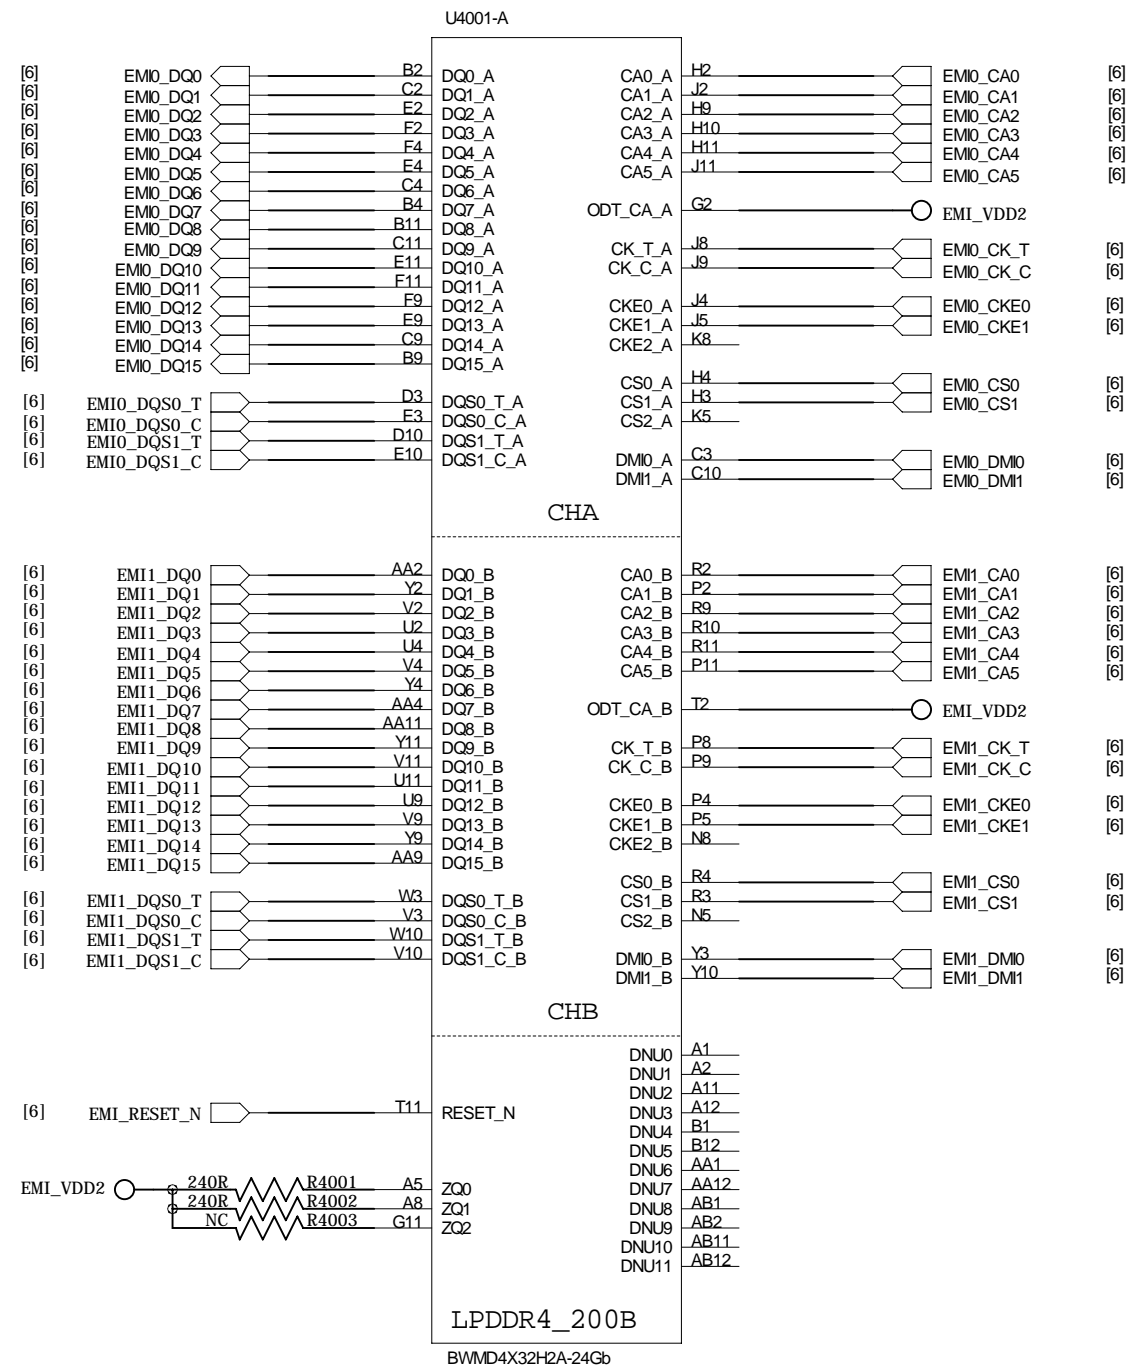 U4001-A
[6] EMI0_DQ0 B2 DQ0_A CA0_A H2 EMI0_CA0 [6]
[6] EMI0_DQ1 C2 DQ1_A CA1_A J2 EMI0_CA1 [6]
[6] EMI0_DQ2 E2 DQ2_A CA2_A H9 EMI0_CA2 [6]
[6] EMI0_DQ3 F2 DQ3_A CA3_A H10 EMI0_CA3 [6]
[6] EMI0_DQ4 F4 DQ4_A CA4_A H11 EMI0_CA4 [6]
[6] EMI0_DQ5 E4 DQ5_A CA5_A J11 EMI0_CA5 [6]
[6] EMI0_DQ6 C4 DQ6_A
[6] EMI0_DQ7 B4 DQ7_A ODT_CA_A G2 EMI_VDD2
[6] EMI0_DQ8 B11 DQ8_A
[6] EMI0_DQ9 C11 DQ9_A CK_T_A J8 EMI0_CK_T [6]
[6] EMI0_DQ10 E11 DQ10_A CK_C_A J9 EMI0_CK_C [6]
[6] EMI0_DQ11 F11 DQ11_A
[6] EMI0_DQ12 F9 DQ12_A CKE0_A J4 EMI0_CKE0 [6]
[6] EMI0_DQ13 E9 DQ13_A CKE1_A J5 EMI0_CKE1 [6]
[6] EMI0_DQ14 C9 DQ14_A CKE2_A K8
[6] EMI0_DQ15 B9 DQ15_A
CS0_A H4 EMI0_CS0 [6]
[6] EMI0_DQS0_T D3 DQS0_T_A CS1_A H3 EMI0_CS1 [6]
[6] EMI0_DQS0_C E3 DQS0_C_A CS2_A K5
[6] EMI0_DQS1_T D10 DQS1_T_A
[6] EMI0_DQS1_C E10 DQS1_C_A DMI0_A C3 EMI0_DMI0 [6]
DMI1_A C10 EMI0_DMI1 [6]
CHA
[6] EMI1_DQ0 AA2 DQ0_B CA0_B R2 EMI1_CA0 [6]
[6] EMI1_DQ1 Y2 DQ1_B CA1_B P2 EMI1_CA1 [6]
[6] EMI1_DQ2 V2 DQ2_B CA2_B R9 EMI1_CA2 [6]
[6] EMI1_DQ3 U2 DQ3_B CA3_B R10 EMI1_CA3 [6]
[6] EMI1_DQ4 U4 DQ4_B CA4_B R11 EMI1_CA4 [6]
[6] EMI1_DQ5 V4 DQ5_B CA5_B P11 EMI1_CA5 [6]
[6] EMI1_DQ6 Y4 DQ6_B
[6] EMI1_DQ7 AA4 DQ7_B ODT_CA_B T2 EMI_VDD2
[6] EMI1_DQ8 AA11 DQ8_B
[6] EMI1_DQ9 Y11 DQ9_B CK_T_B P8 EMI1_CK_T [6]
[6] EMI1_DQ10 V11 DQ10_B CK_C_B P9 EMI1_CK_C [6]
[6] EMI1_DQ11 U11 DQ11_B
[6] EMI1_DQ12 U9 DQ12_B CKE0_B P4 EMI1_CKE0 [6]
[6] EMI1_DQ13 V9 DQ13_B CKE1_B P5 EMI1_CKE1 [6]
[6] EMI1_DQ14 Y9 DQ14_B CKE2_B N8
[6] EMI1_DQ15 AA9 DQ15_B
CS0_B R4 EMI1_CS0 [6]
[6] EMI1_DQS0_T W3 DQS0_T_B CS1_B R3 EMI1_CS1 [6]
[6] EMI1_DQS0_C V3 DQS0_C_B CS2_B N5
[6] EMI1_DQS1_T W10 DQS1_T_B
[6] EMI1_DQS1_C V10 DQS1_C_B DMI0_B Y3 EMI1_DMI0 [6]
DMI1_B Y10 EMI1_DMI1 [6]
CHB
DNU0 A1
DNU1 A2
DNU2 A11
[6] EMI_RESET_N T11 RESET_N DNU3 A12
DNU4 B1
DNU5 B12
DNU6 AA1
EMI_VDD2 240R R4001 A5 ZQ0 DNU7 AA12
240R R4002 A8 ZQ1 DNU8 AB1
NC R4003 G11 ZQ2 DNU9 AB2
DNU10 AB11
DNU11 AB12
LPDDR4_200B
BWMD4X32H2A-24Gb